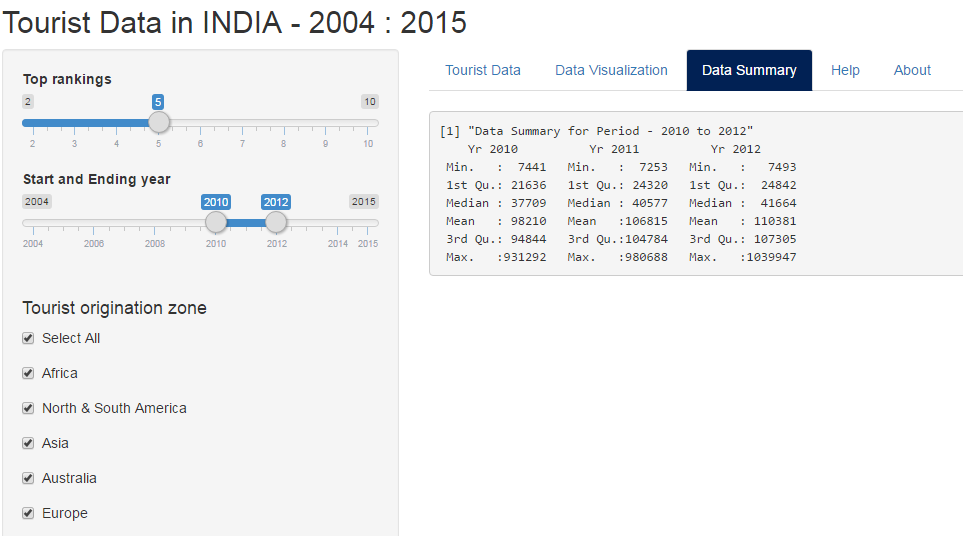 Tourist Data in INDIA - 2004 : 2015
Top rankings
2 5 10
2 3 4 5 6 7 8 9 10
Start and Ending year
2004 2010 2012 2015
2004 2006 2008 2010 2012 2014 2015
Tourist origination zone
Select All
Africa
North & South America
Asia
Australia
Europe
Tourist Data Data Visualization Data Summary Help About
[1] "Data Summary for Period - 2010 to 2012"
Yr 2010 Yr 2011 Yr 2012
Min. : 7441 Min. : 7253 Min. : 7493
1st Qu.: 21636 1st Qu.: 24320 1st Qu.: 24842
Median : 37709 Median : 40577 Median : 41664
Mean : 98210 Mean :106815 Mean : 110381
3rd Qu.: 94844 3rd Qu.:104784 3rd Qu.: 107305
Max. :931292 Max. :980688 Max. :1039947